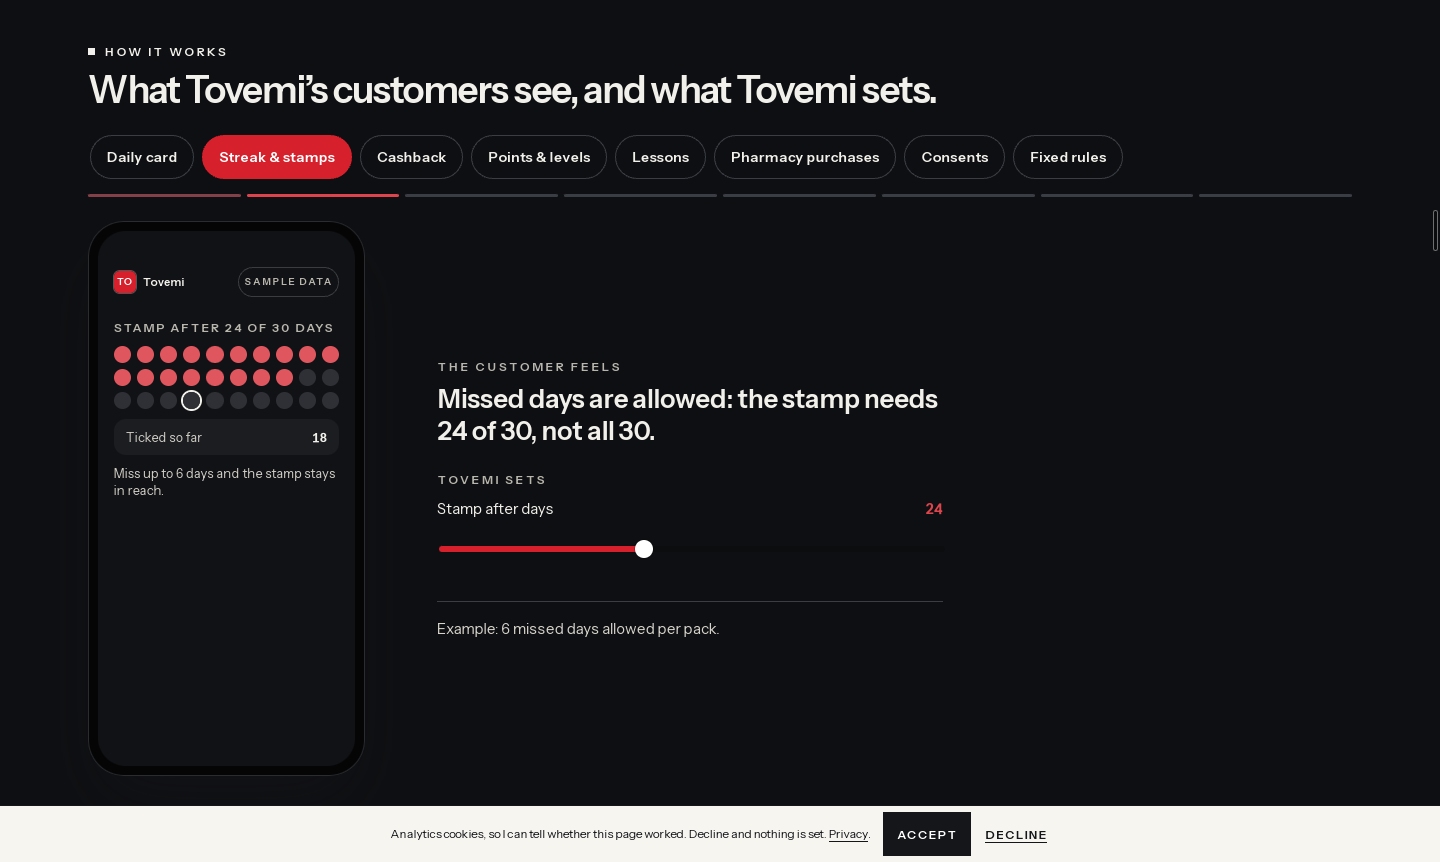 HOW IT WORKS
What Tovemi’s customers see, and what Tovemi sets.
Daily card
Streak & stamps
Cashback
Points & levels
Lessons
Pharmacy purchases
Consents
Fixed rules
TO Tovemi
SAMPLE DATA
STAMP AFTER 24 OF 30 DAYS
Ticked so far 18
Miss up to 6 days and the stamp stays
in reach.
THE CUSTOMER FEELS
Missed days are allowed: the stamp needs
24 of 30, not all 30.
TOVEMI SETS
Stamp after days 24
Example: 6 missed days allowed per pack.
Analytics cookies, so I can tell whether this page worked. Decline and nothing is set. Privacy.
ACCEPT
DECLINE